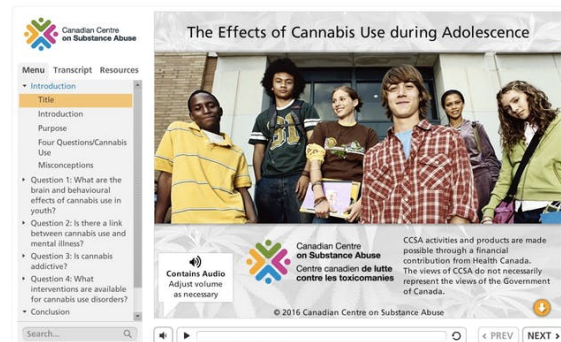 Canadian Centre
on Substance Abuse
The Effects of Cannabis Use during Adolescence
Menu Transcript Resources
Introduction
Title
Introduction
Purpose
Four Questions/Cannabis
Use
Misconceptions
Question 1: What are the
brain and behavioural
effects of cannabis use in
youth?
Question 2: Is there a link
between cannabis use and
mental illness?
Question 3: Is cannabis
addictive?
Question 4: What
interventions are available
for cannabis use disorders?
Conclusion
Search...
Contains Audio
Adjust volume
as necessary
Canadian Centre
on Substance Abuse
Centre canadien de lutte
contre les toxicomanies
CCSA activities and products are made
possible through a financial
contribution from Health Canada.
The views of CCSA do not necessarily
represent the views of the Government
of Canada.
© 2016 Canadian Centre on Substance Abuse
< PREV NEXT >